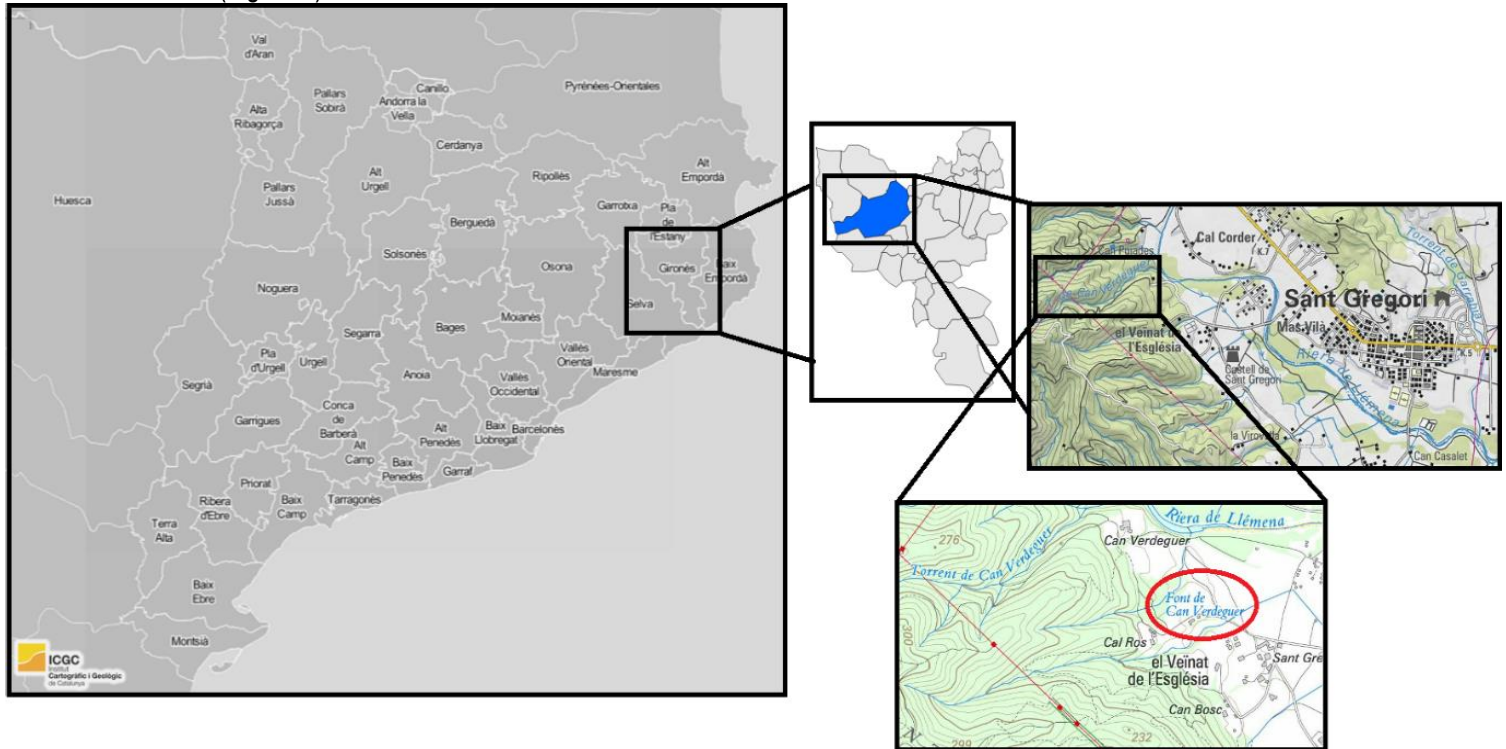 Val
d'Aran
Pallars
Sobirà
Canillo
Andorra la
Vella
Pyrénées-Orientales
Alta
Ribagorça
Cerdanya
Alt
Urgell
Ripollès
Alt
Empordà
Pallars
Jussà
Huesca
Garrotxa
Pla
de
l'Estany
Berguedà
Solsonès
Osona
Gironès
Baix
Empordà
Noguera
Selva
Moianès
Bages
Segarra
Vallès
Oriental
Maresme
Pla
d'Urgell
Urgell
Anoia
Vallès
Occidental
Segrià
Garrigues
Conca
de
Barberà
Alt
Penedès
Baix
Llobregat
Barcelonès
Alt
Camp
Baix
Penedès
Garraf
Priorat
Tarragonès
Ribera
d'Ebre
Baix
Camp
Terra
Alta
Baix
Ebre
Montsià
ICGC
Institut
Cartogràfic i Geològic
de Catalunya
Cal Corder
K.7
Sant Gregori
Mas Vilà
K.5
el Veïnat de
l'Església
Castell de
Sant Gregori
Riera de Llémena
la Virovella
Can Casalet
Riera de Llémena
276
Can Verdeguer
Torrent de Can Verdeguer
Font de
Can Verdeguer
300
Cal Ros
el Veïnat
de l'Església
Sant Gre
Can Bosc
299
232